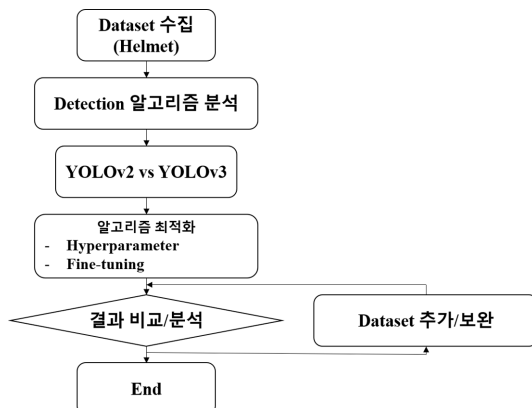 Dataset 수집
(Helmet)
Detection 알고리즘 분석
YOLOv2 vs YOLOv3
알고리즘 최적화
- Hyperparameter
- Fine-tuning
결과 비교/분석
Dataset 추가/보완
End